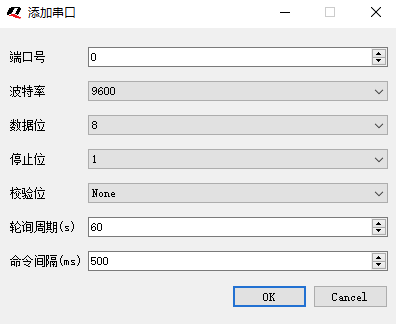 添加串口
端口号 0
波特率 9600
数据位 8
停止位 1
校验位 None
轮询周期(s) 60
命令间隔(ms) 500
OK Cancel